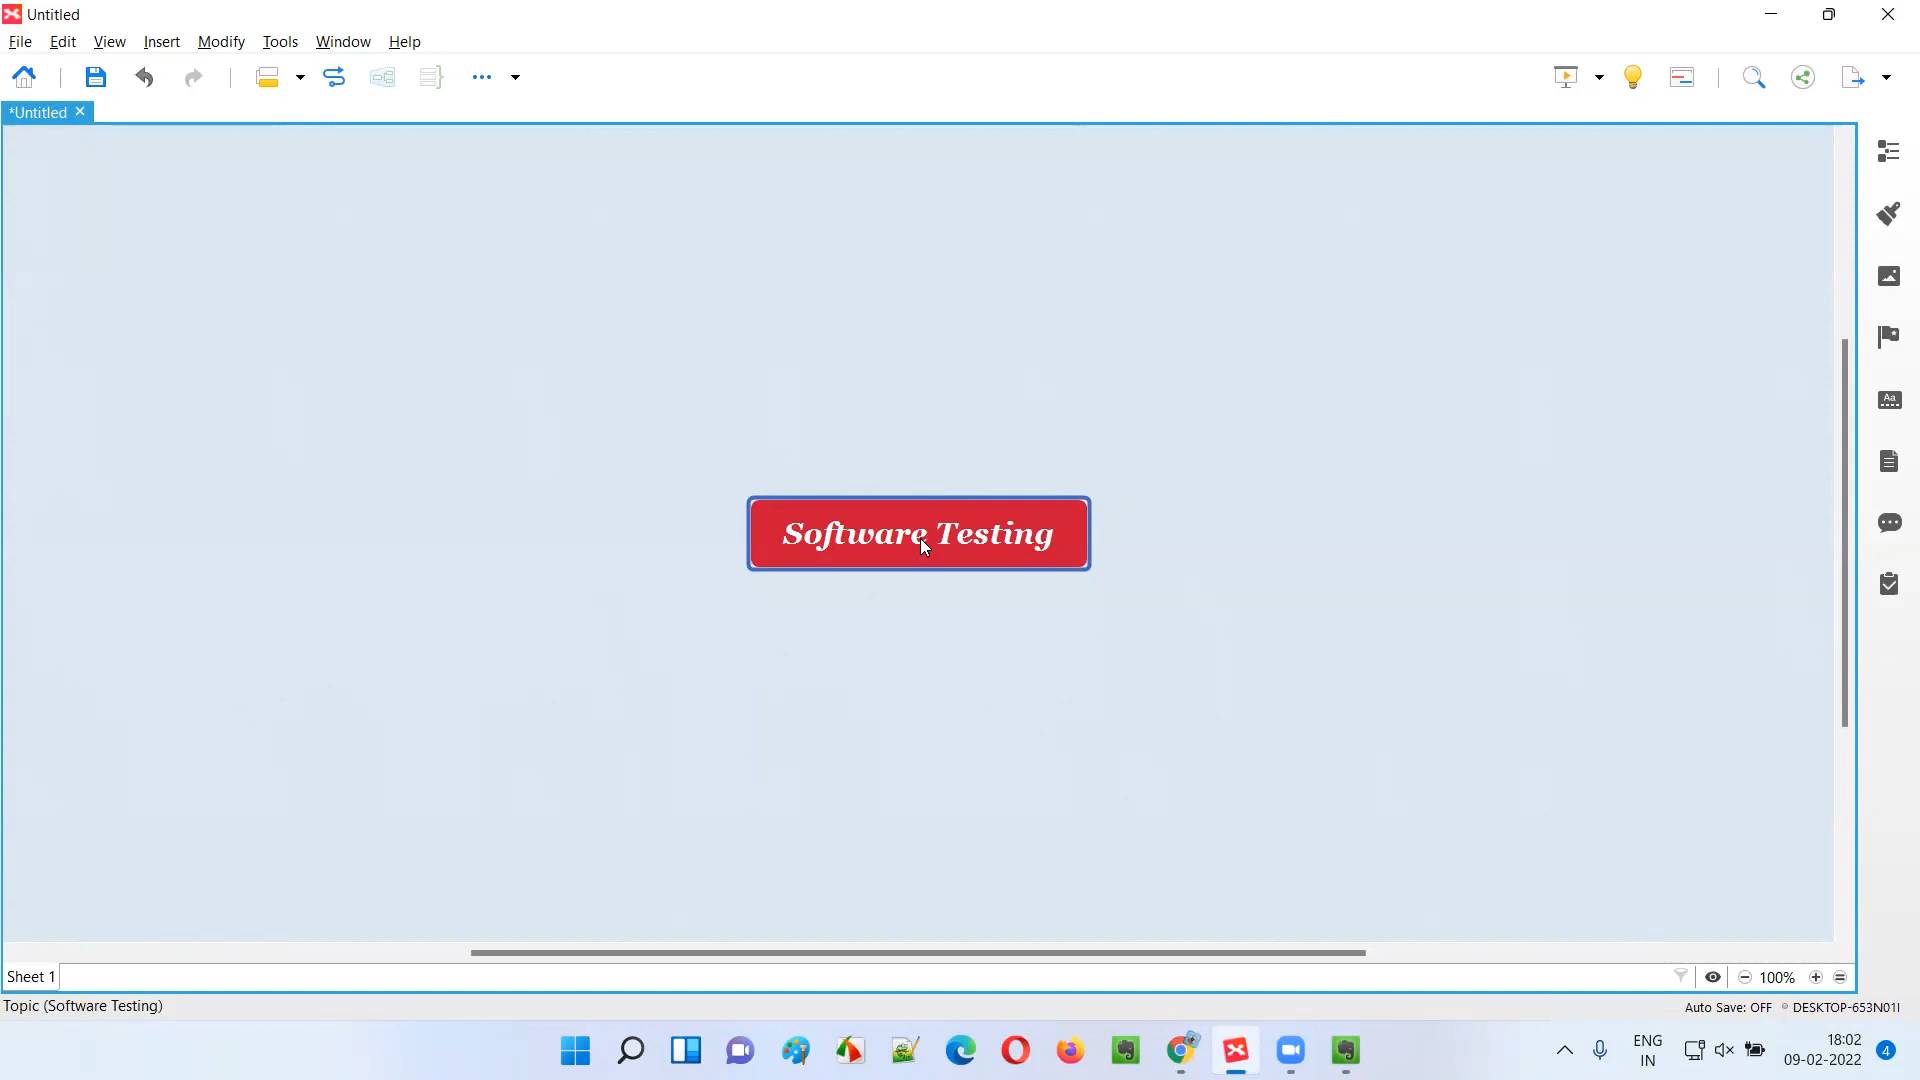 Untitled
File Edit View Insert Modify Tools Window Help
*Untitled
Software Testing
Aa
Sheet 1
100%
Topic (Software Testing)
Auto Save: OFF DESKTOP-653N01I
ENG
IN
18:02
09-02-2022
4